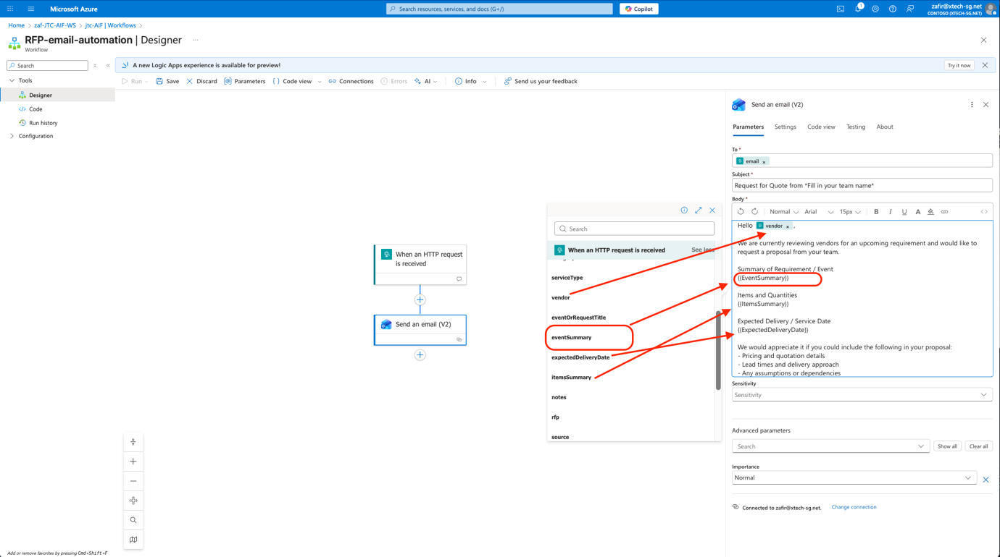 Microsoft Azure
Search resources, services, and docs (G+/)
Copilot
1
zafir@xtech-sg.net
CONTOSO (XTECH-SG.NET)
Home > zaf-JTC-AIF-WS > jtc-AIF | Workflows >
RFP-email-automation | Designer ...
Workflow
Search
A new Logic Apps experience is available for preview!
Try it now
Tools
Designer
Code
Run history
Configuration
Run
Save
Discard
Parameters
Code view
Connections
Errors
AI
Info
Send us your feedback
When an HTTP request
is received
Send an email (V2)
Search
When an HTTP request is received
See less
serviceType
vendor
eventOrRequestTitle
eventSummary
expectedDeliveryDate
itemsSummary
notes
rfp
source
Send an email (V2)
Parameters
Settings
Code view
Testing
About
To *
email ×
Subject *
Request for Quote from *Fill in your team name*
Body *
Normal
Arial
15px
B I U A
Hello vendor × ,
We are currently reviewing vendors for an upcoming requirement and would like to
request a proposal from your team.
Summary of Requirement / Event
{{EventSummary}}
Items and Quantities
{{ItemsSummary}}
Expected Delivery / Service Date
{{ExpectedDeliveryDate}}
We would appreciate it if you could include the following in your proposal:
- Pricing and quotation details
- Lead times and delivery approach
- Any assumptions or dependencies
Sensitivity
Sensitivity
Advanced parameters
Search
Show all
Clear all
Importance
Normal
Connected to zafir@xtech-sg.net.
Change connection
Add or remove favorites by pressing Cmd+Shift+F